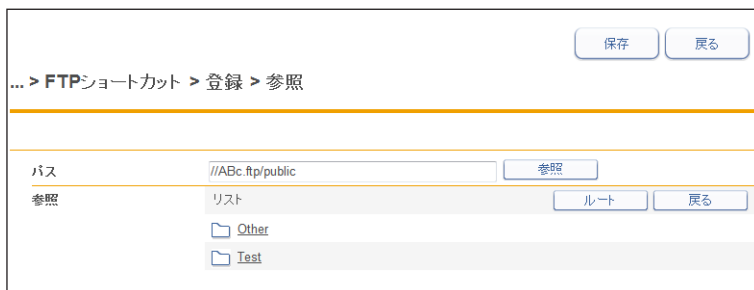 保存 戻る
... > FTPショートカット > 登録 > 参照
パス //ABc.ftp/public 参照
参照 リスト ルート 戻る
Other
Test